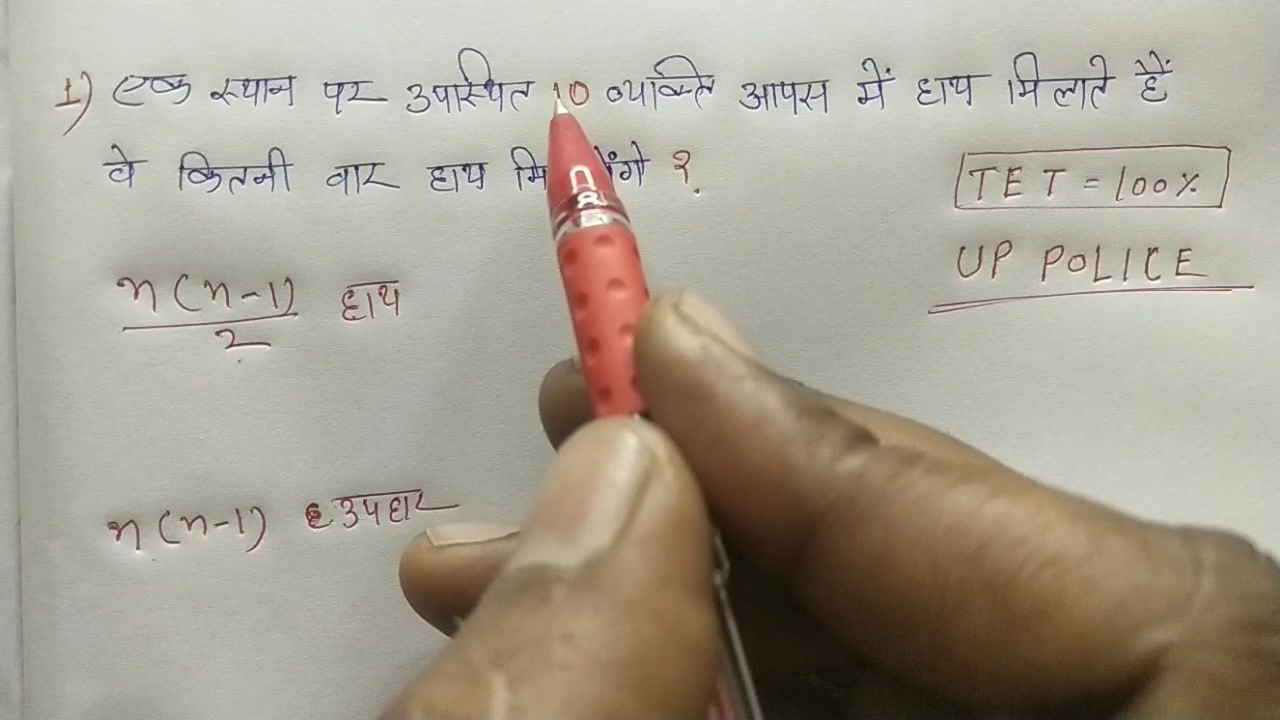 1) एक स्थान पर उपस्थित 10 व्यक्ति आपस में हाथ मिलाते हैं
वे कितनी वार हाथ ?
TET = 100%
UP POLICE
n(n-1)/2 हाथ
n(n-1) उपहार